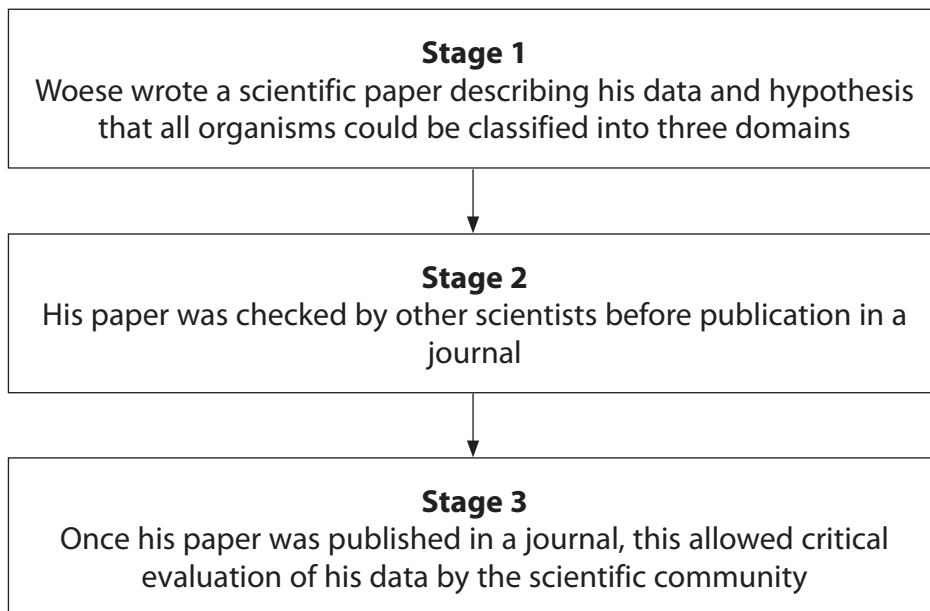 Stage 1
Woese wrote a scientific paper describing his data and hypothesis
that all organisms could be classified into three domains
Stage 2
His paper was checked by other scientists before publication in a
journal
Stage 3
Once his paper was published in a journal, this allowed critical
evaluation of his data by the scientific community